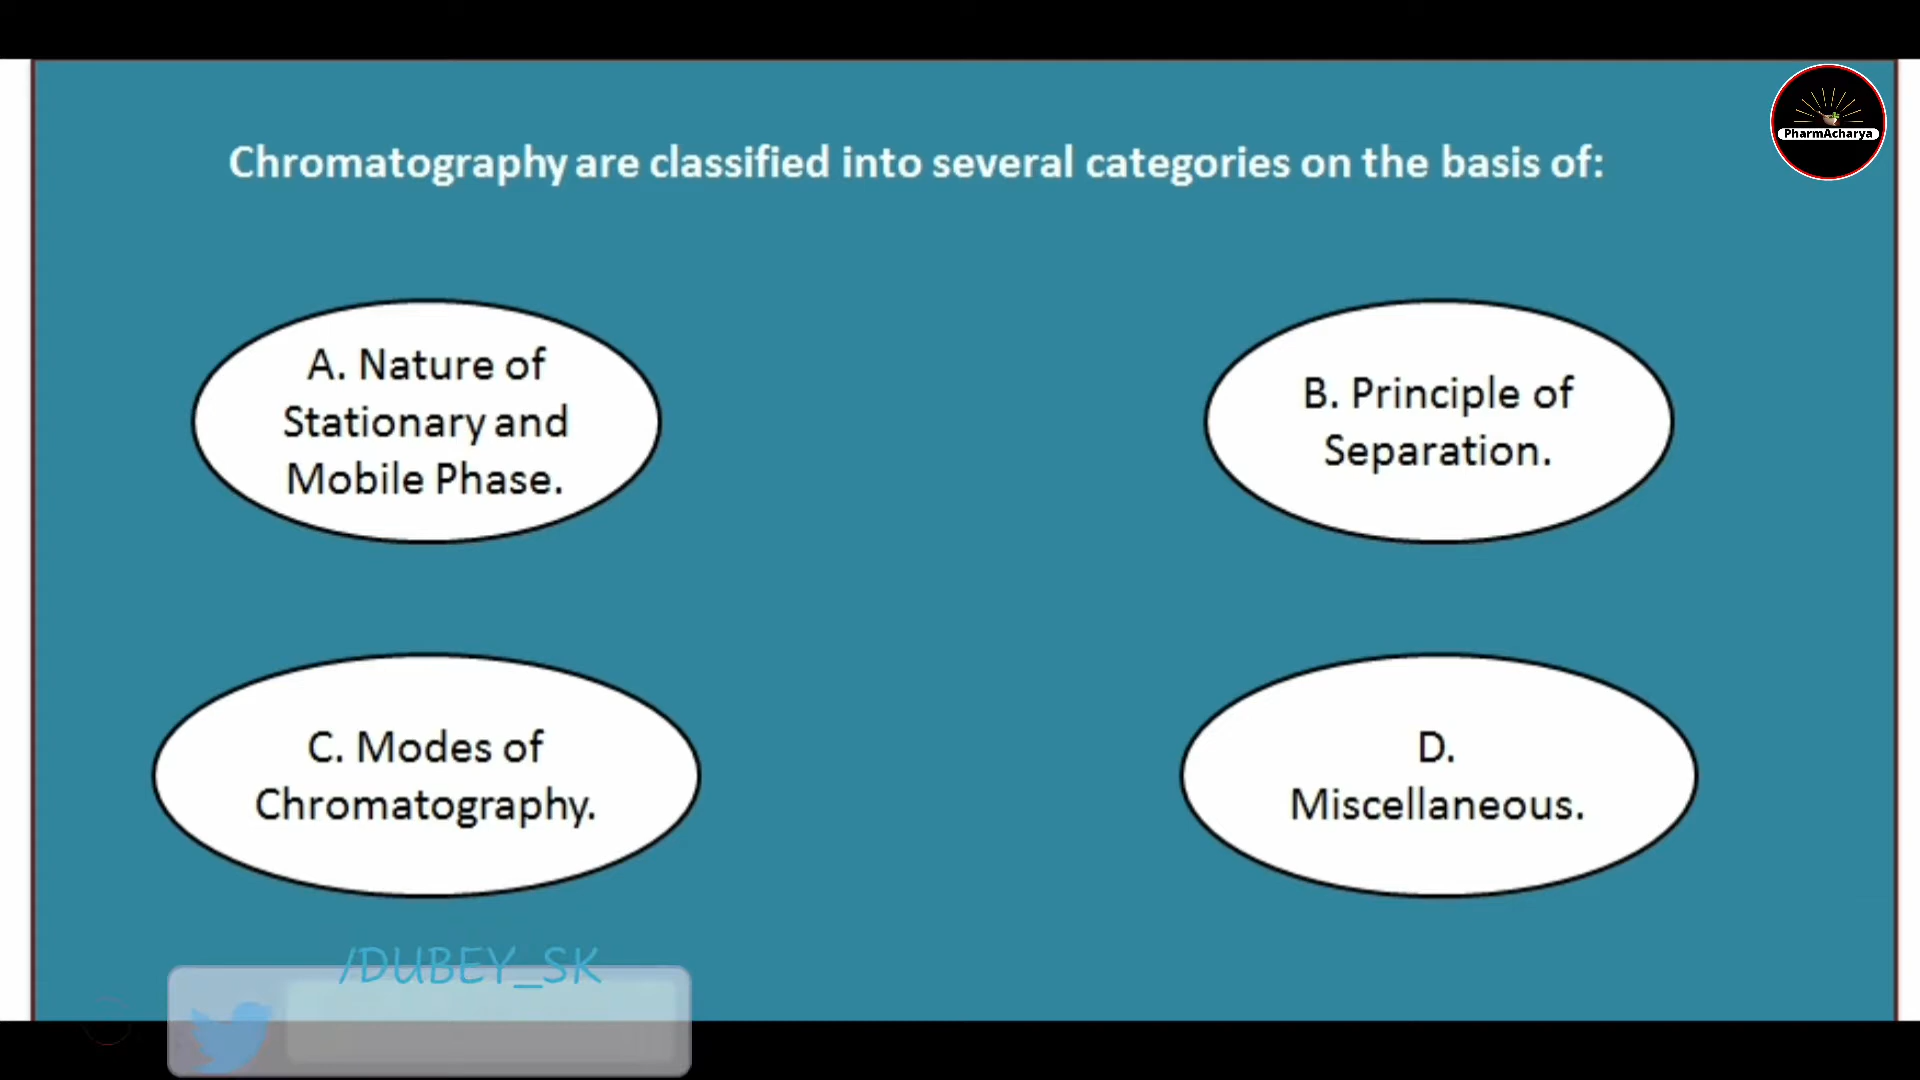 PharmAcharya
Chromatography are classified into several categories on the basis of:
A. Nature of
Stationary and
Mobile Phase.
B. Principle of
Separation.
C. Modes of
Chromatography.
D.
Miscellaneous.
/DUBEY_SK